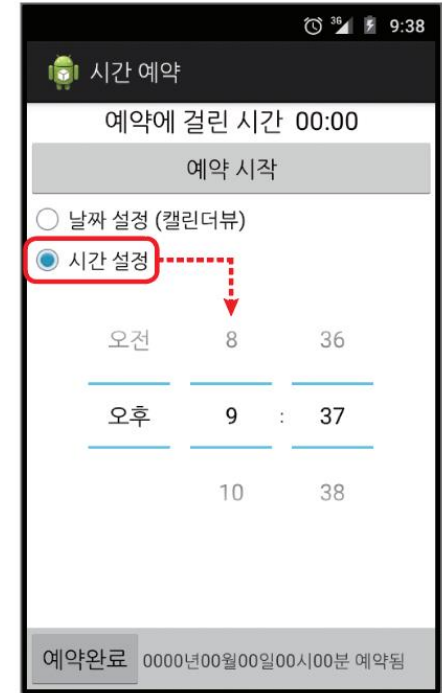 36 9:38
시간 예약
예약에 걸린 시간 00:00
예약 시작
날짜 설정 (캘린더뷰)
시간 설정
오전 8 36
오후 9 : 37
10 38
예약완료 0000년00월00일00시00분 예약됨